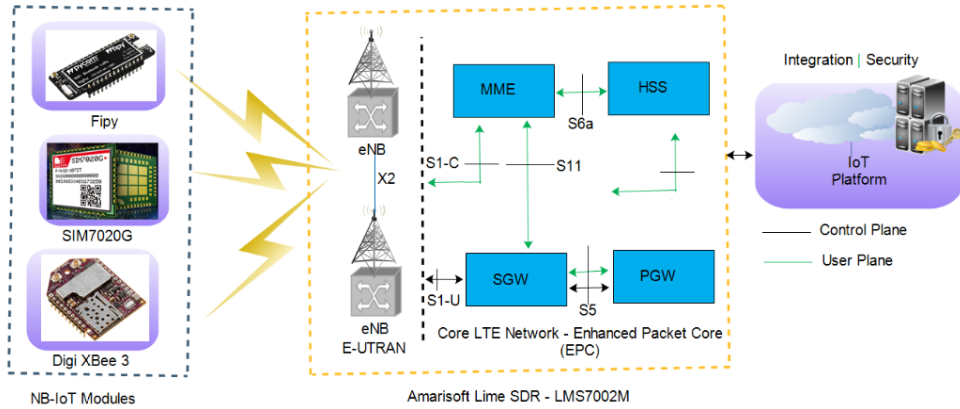 Fipy
SIM7020G
SIM7020G
Digi XBee 3
NB-IoT Modules
eNB
X2
eNB
E-UTRAN
MME
HSS
S6a
S1-C
S11
S1-U
SGW
PGW
S5
Core LTE Network - Enhanced Packet Core
(EPC)
Amarisoft Lime SDR - LMS7002M
Integration | Security
IoT
Platform
Control Plane
User Plane